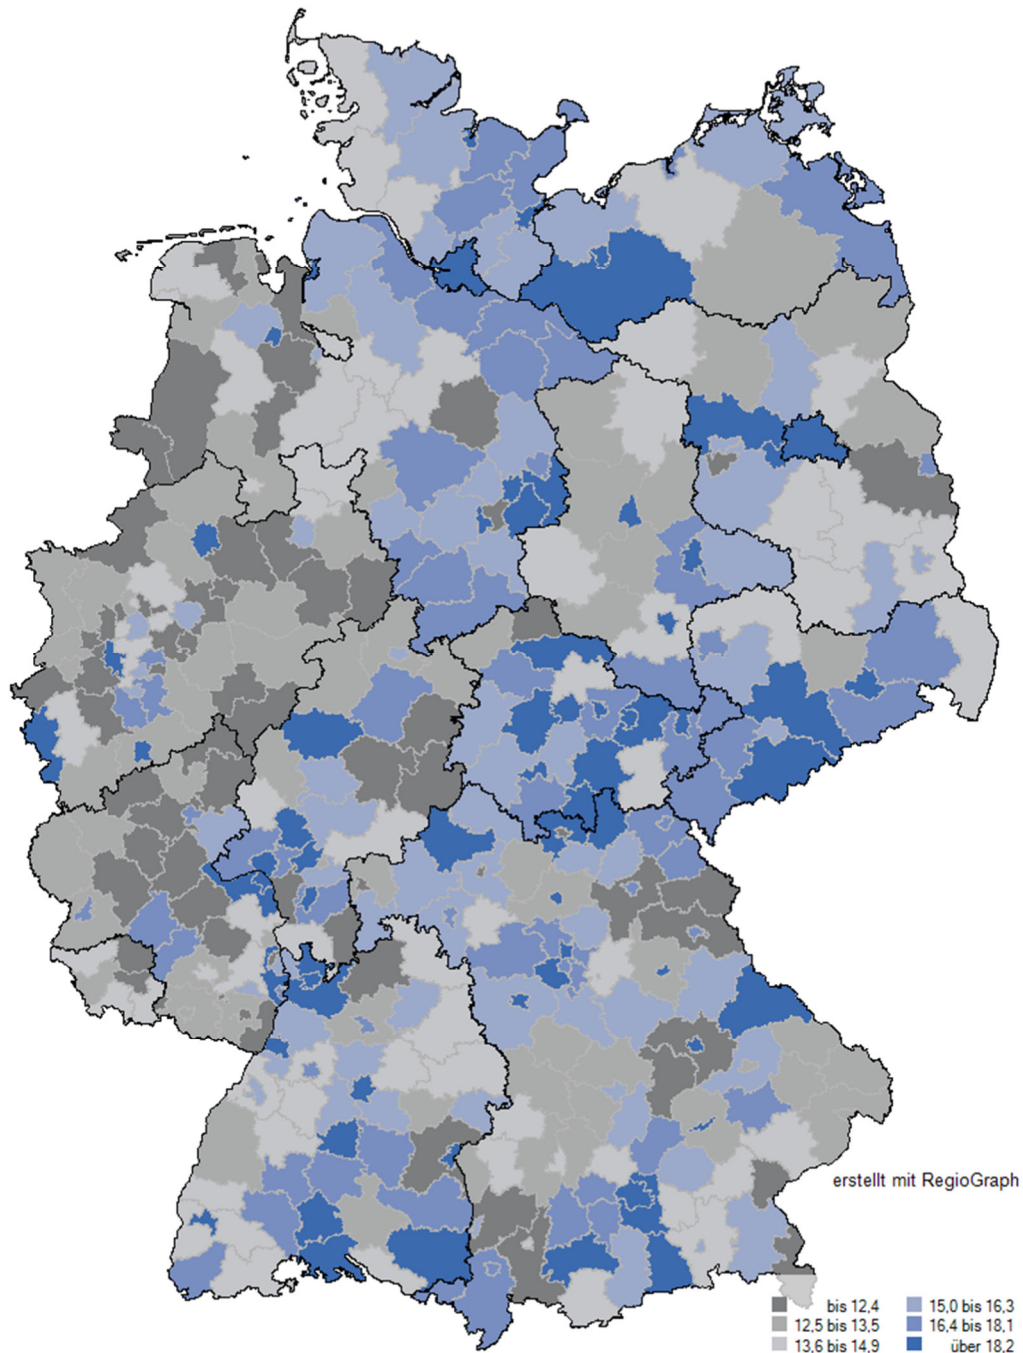 erstellt mit RegioGraph
bis 12,4
12,5 bis 13,5
13,6 bis 14,9
15,0 bis 16,3
16,4 bis 18,1
über 18,2